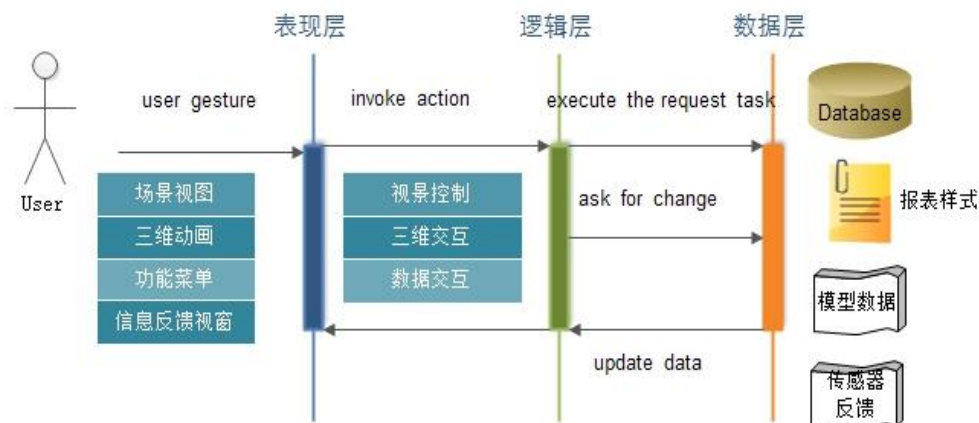 表现层
逻辑层
数据层
user gesture
invoke action
execute the request task
Database
User
场景视图
三维动画
功能菜单
信息反馈视窗
视景控制
三维交互
数据交互
ask for change
update data
报表样式
模型数据
传感器
反馈